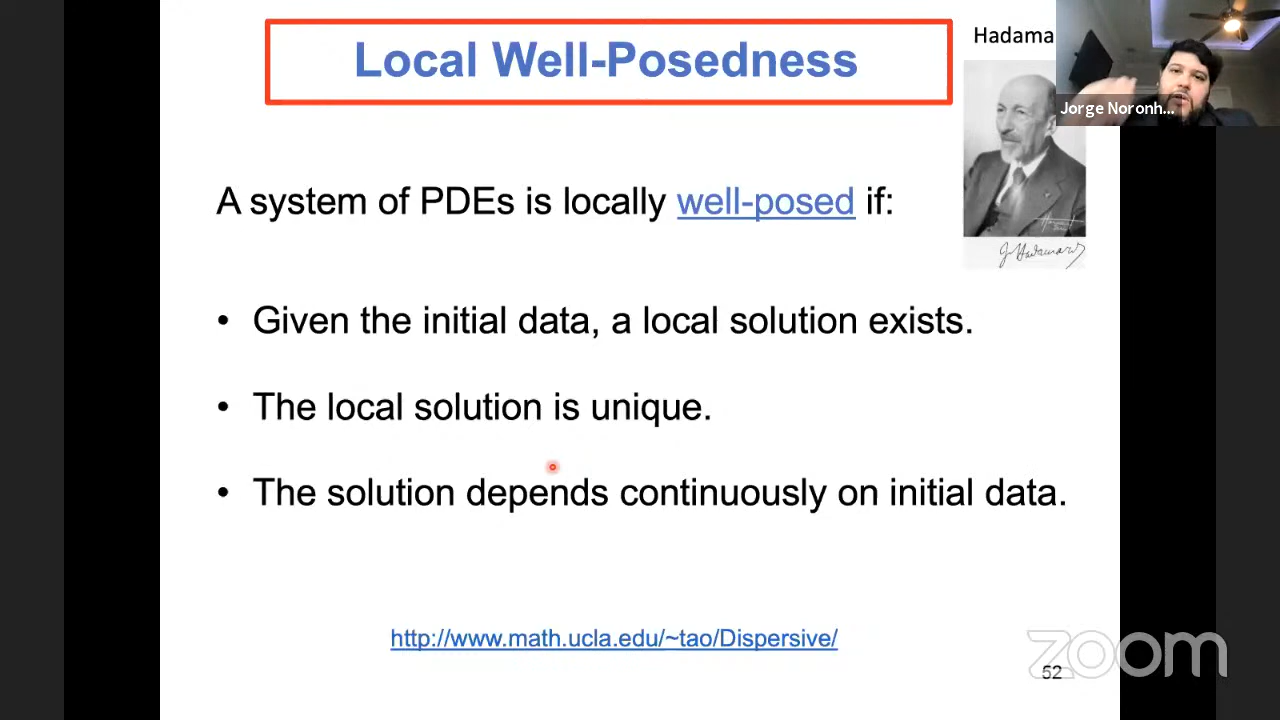 Local Well-Posedness
Hadama
Jorge Noronh...
A system of PDEs is locally well-posed if:
J. Hadamard
• Given the initial data, a local solution exists.
• The local solution is unique.
• The solution depends continuously on initial data.
http://www.math.ucla.edu/~tao/Dispersive/
zoom
52